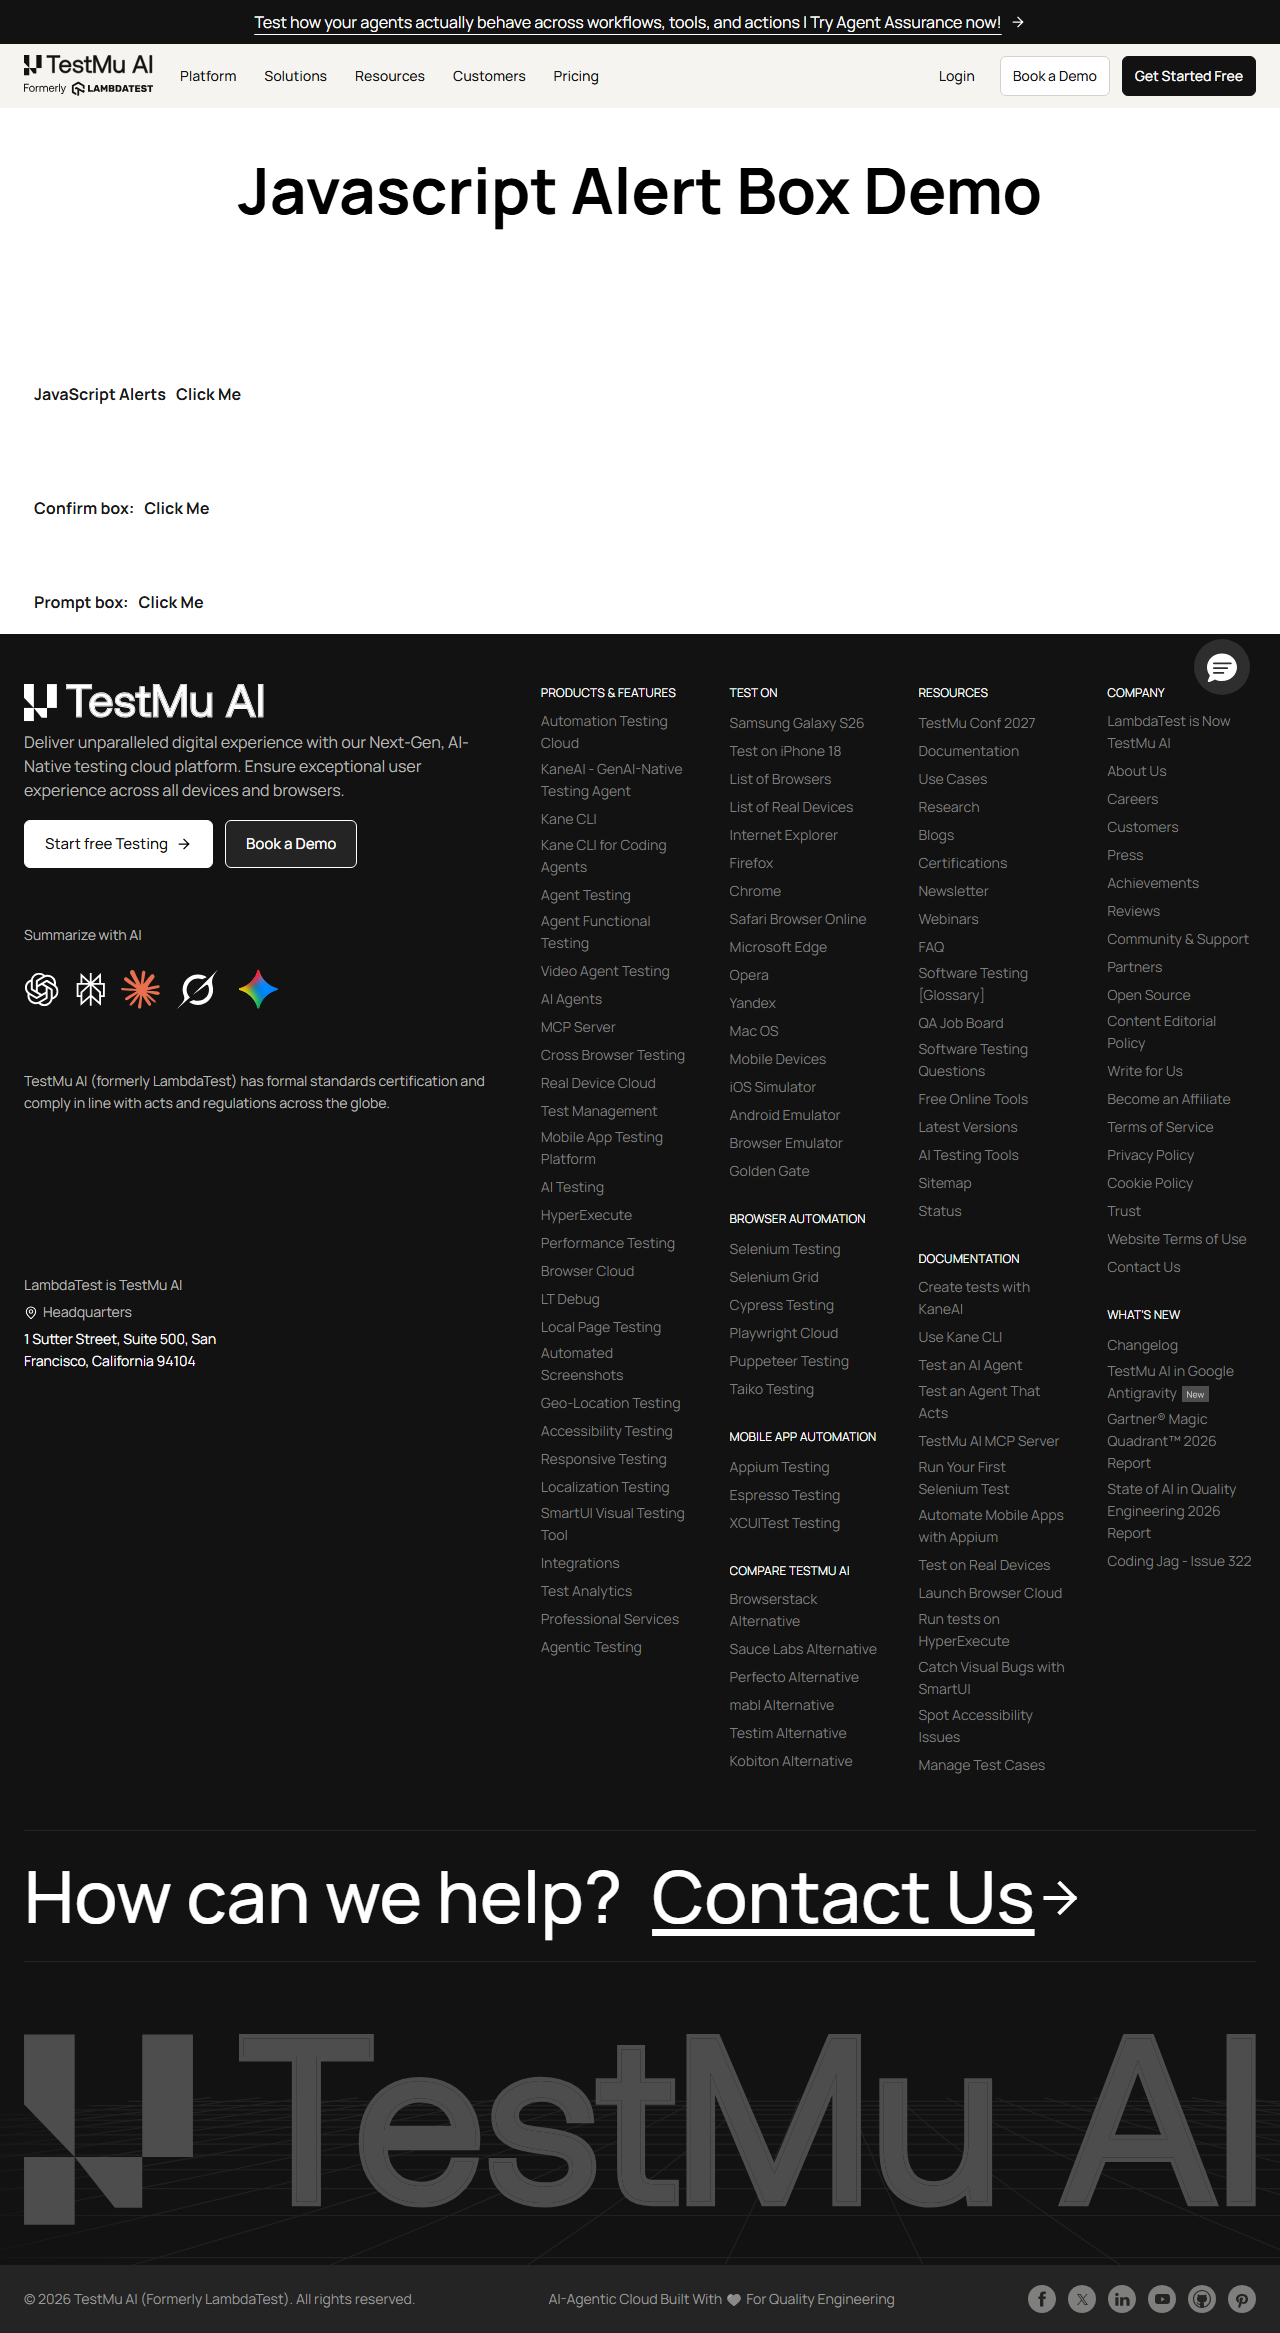 Test how your agents actually behave across workflows, tools, and actions | Try Agent Assurance now!
TestMu AI
Formerly LAMBDATEST
Platform
Solutions
Resources
Customers
Pricing
Login
Book a Demo
Get Started Free
Javascript Alert Box Demo
JavaScript Alerts Click Me
Confirm box: Click Me
Prompt box: Click Me
TestMu AI
Deliver unparalleled digital experience with our Next-Gen, AI-
Native testing cloud platform. Ensure exceptional user
experience across all devices and browsers.
Start free Testing
Book a Demo
Summarize with AI
TestMu AI (formerly LambdaTest) has formal standards certification and
comply in line with acts and regulations across the globe.
LambdaTest is TestMu AI
Headquarters
1 Sutter Street, Suite 500, San
Francisco, California 94104
PRODUCTS & FEATURES
Automation Testing
Cloud
KaneAI - GenAI-Native
Testing Agent
Kane CLI
Kane CLI for Coding
Agents
Agent Testing
Agent Functional
Testing
Video Agent Testing
AI Agents
MCP Server
Cross Browser Testing
Real Device Cloud
Test Management
Mobile App Testing
Platform
AI Testing
HyperExecute
Performance Testing
Browser Cloud
LT Debug
Local Page Testing
Automated
Screenshots
Geo-Location Testing
Accessibility Testing
Responsive Testing
Localization Testing
SmartUI Visual Testing
Tool
Integrations
Test Analytics
Professional Services
Agentic Testing
TEST ON
Samsung Galaxy S26
Test on iPhone 18
List of Browsers
List of Real Devices
Internet Explorer
Firefox
Chrome
Safari Browser Online
Microsoft Edge
Opera
Yandex
Mac OS
Mobile Devices
iOS Simulator
Android Emulator
Browser Emulator
Golden Gate
BROWSER AUTOMATION
Selenium Testing
Selenium Grid
Cypress Testing
Playwright Cloud
Puppeteer Testing
Taiko Testing
MOBILE APP AUTOMATION
Appium Testing
Espresso Testing
XCUITest Testing
COMPARE TESTMU AI
Browserstack
Alternative
Sauce Labs Alternative
Perfecto Alternative
mabl Alternative
Testim Alternative
Kobiton Alternative
RESOURCES
TestMu Conf 2027
Documentation
Use Cases
Research
Blogs
Certifications
Newsletter
Webinars
FAQ
Software Testing
[Glossary]
QA Job Board
Software Testing
Questions
Free Online Tools
Latest Versions
AI Testing Tools
Sitemap
Status
DOCUMENTATION
Create tests with
KaneAI
Use Kane CLI
Test an AI Agent
Test an Agent That
Acts
TestMu AI MCP Server
Run Your First
Selenium Test
Automate Mobile Apps
with Appium
Test on Real Devices
Launch Browser Cloud
Run tests on
HyperExecute
Catch Visual Bugs with
SmartUI
Spot Accessibility
Issues
Manage Test Cases
COMPANY
LambdaTest is Now
TestMu AI
About Us
Careers
Customers
Press
Achievements
Reviews
Community & Support
Partners
Open Source
Content Editorial
Policy
Write for Us
Become an Affiliate
Terms of Service
Privacy Policy
Cookie Policy
Trust
Website Terms of Use
Contact Us
WHAT'S NEW
Changelog
TestMu AI in Google
Antigravity New
Gartner® Magic
Quadrant™ 2026
Report
State of AI in Quality
Engineering 2026
Report
Coding Jag - Issue 322
How can we help? Contact Us
TestMu AI
© 2026 TestMu AI (Formerly LambdaTest). All rights reserved.
AI-Agentic Cloud Built With For Quality Engineering